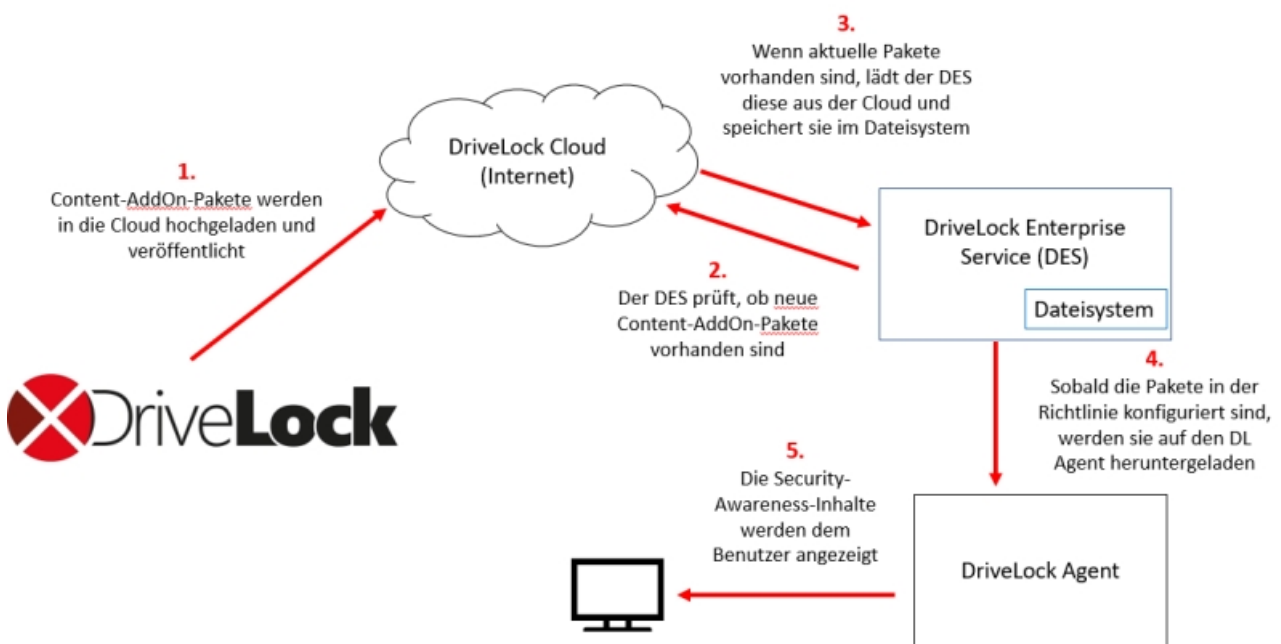 1.
Content-AddOn-Pakete werden
in die Cloud hochgeladen und
veröffentlicht
DriveLock
DriveLock Cloud
(Internet)
2.
Der DES prüft, ob neue
Content-AddOn-Pakete
vorhanden sind
3.
Wenn aktuelle Pakete
vorhanden sind, lädt der DES
diese aus der Cloud und
speichert sie im Dateisystem
DriveLock Enterprise
Service (DES)
Dateisystem
4.
Sobald die Pakete in der
Richtlinie konfiguriert sind,
werden sie auf den DL
Agent heruntergeladen
DriveLock Agent
5.
Die Security-
Awareness-Inhalte
werden dem
Benutzer angezeigt